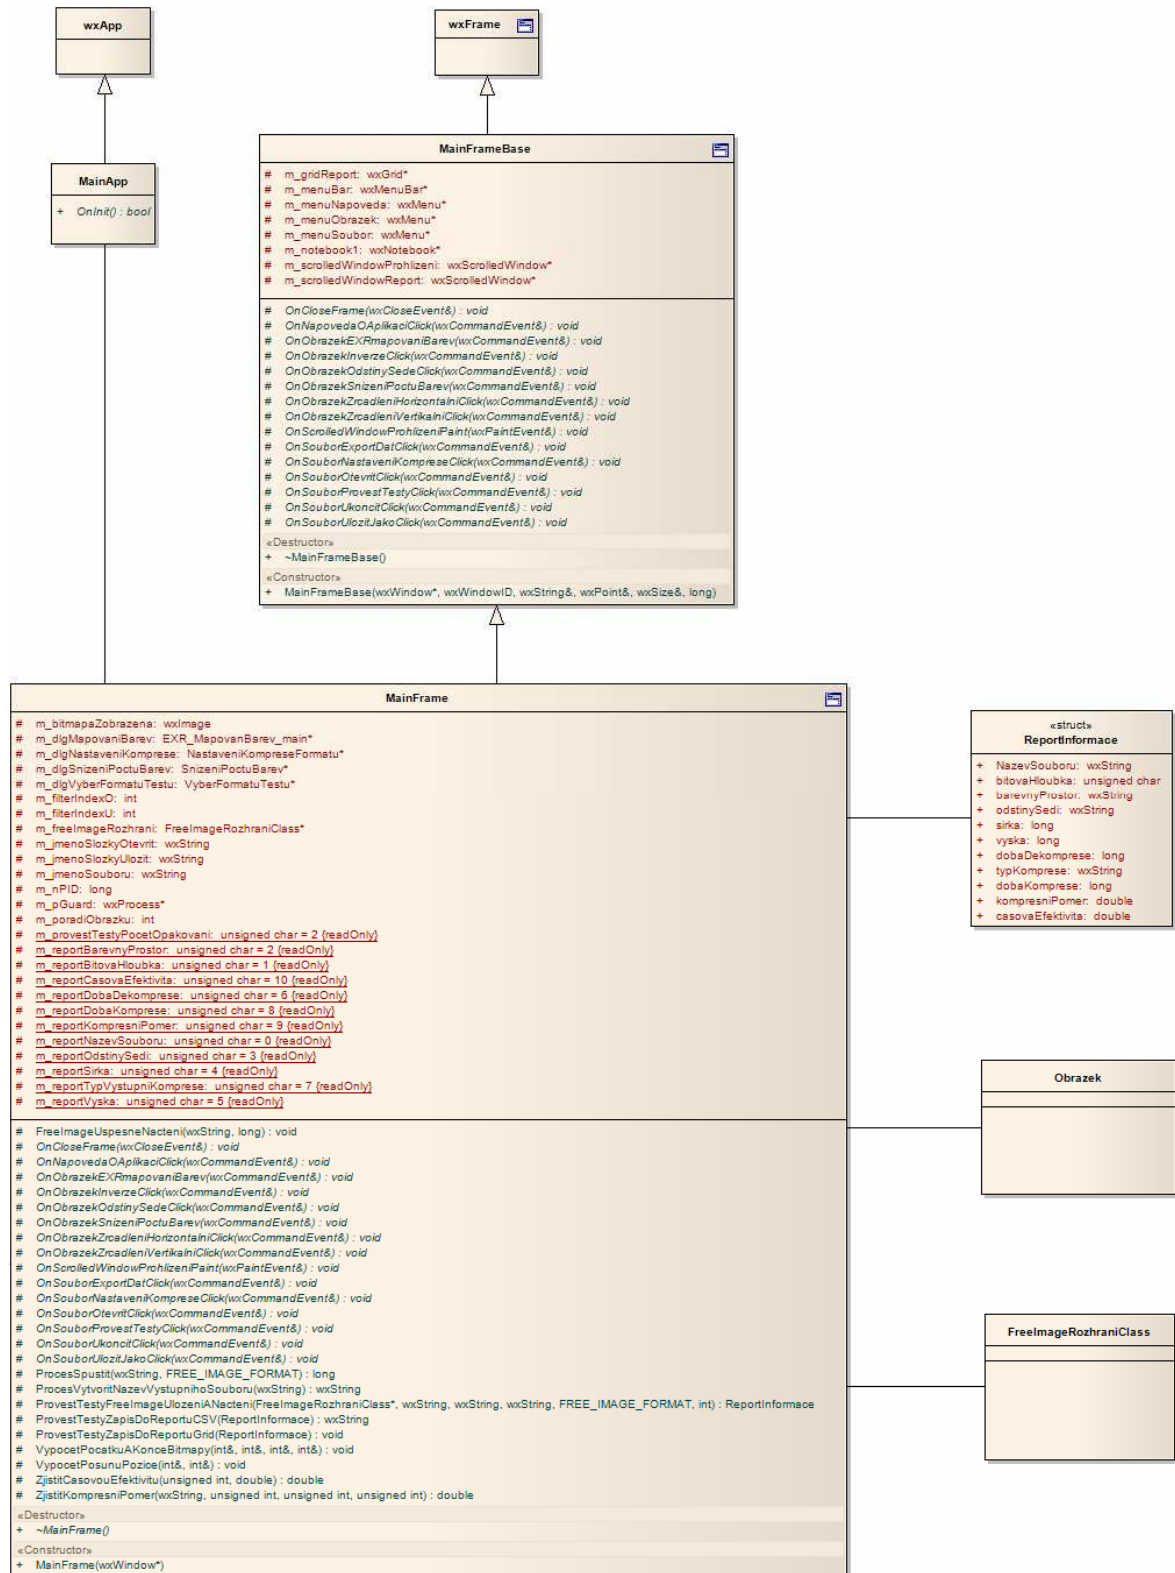 wxApp
wxFrame
MainApp
+ OnInit() : bool
MainFrameBase
# m_gridReport: wxGrid*
# m_menuBar: wxMenuBar*
# m_menuNapoveda: wxMenu*
# m_menuObrazek: wxMenu*
# m_menuSoubor: wxMenu*
# m_notebook1: wxNotebook*
# m_scrolledWindowProhlizeni: wxScrolledWindow*
# m_scrolledWindowReport: wxScrolledWindow*
# OnCloseFrame(wxCloseEvent&) : void
# OnNapovedaOAplikaciClick(wxCommandEvent&) : void
# OnObrazekEXRmapovaniBarev(wxCommandEvent&) : void
# OnObrazekInverzeClick(wxCommandEvent&) : void
# OnObrazekOdstinySedeClick(wxCommandEvent&) : void
# OnObrazekSnizeniPoctuBarev(wxCommandEvent&) : void
# OnObrazekZrcadleniHorizontalniClick(wxCommandEvent&) : void
# OnObrazekZrcadleniVertikalniClick(wxCommandEvent&) : void
# OnScrolledWindowProhlizeniPaint(wxPaintEvent&) : void
# OnSouborExportDatClick(wxCommandEvent&) : void
# OnSouborNastaveniKompreseClick(wxCommandEvent&) : void
# OnSouborOtevritClick(wxCommandEvent&) : void
# OnSouborProvestTestyClick(wxCommandEvent&) : void
# OnSouborUkoncitClick(wxCommandEvent&) : void
# OnSouborUlozitJakoClick(wxCommandEvent&) : void
«Destructor»
+ ~MainFrameBase()
«Constructor»
+ MainFrameBase(wxWindow*, wxWindowID, wxString&, wxPoint&, wxSize&, long)
MainFrame
# m_bitmapaZobrazena: wxImage
# m_dlgMapovaniBarev: EXR_MapovanBarev_main*
# m_dlgNastaveniKomprese: NastaveniKompreseFormatu*
# m_dlgSnizeniPoctuBarev: SnizeniPoctuBarev*
# m_dlgVyberFormatuTestu: VyberFormatuTestu*
# m_filterIndexO: int
# m_filterIndexU: int
# m_freeImageRozhrani: FreeImageRozhraniClass*
# m_jmenoSlozkyOtevrit: wxString
# m_jmenoSlozkyUlozit: wxString
# m_jmenoSouboru: wxString
# m_nPID: long
# m_pGuard: wxProcess*
# m_poradiObrazku: int
# m_provestTestyPocetOpakovani: unsigned char = 2 {readOnly}
# m_reportBarevnyProstor: unsigned char = 2 {readOnly}
# m_reportBitovaHloubka: unsigned char = 1 {readOnly}
# m_reportCasovaEfektivita: unsigned char = 10 {readOnly}
# m_reportDobaDekomprese: unsigned char = 6 {readOnly}
# m_reportDobaKomprese: unsigned char = 8 {readOnly}
# m_reportKompresniPomer: unsigned char = 9 {readOnly}
# m_reportNazevSouboru: unsigned char = 0 {readOnly}
# m_reportOdstinySedi: unsigned char = 3 {readOnly}
# m_reportSirka: unsigned char = 4 {readOnly}
# m_reportTypVystupniKomprese: unsigned char = 7 {readOnly}
# m_reportVyska: unsigned char = 5 {readOnly}
# FreeImageUspesneNacteni(wxString, long) : void
# OnCloseFrame(wxCloseEvent&) : void
# OnNapovedaOAplikaciClick(wxCommandEvent&) : void
# OnObrazekEXRmapovaniBarev(wxCommandEvent&) : void
# OnObrazekInverzeClick(wxCommandEvent&) : void
# OnObrazekOdstinySedeClick(wxCommandEvent&) : void
# OnObrazekSnizeniPoctuBarev(wxCommandEvent&) : void
# OnObrazekZrcadleniHorizontalniClick(wxCommandEvent&) : void
# OnObrazekZrcadleniVertikalniClick(wxCommandEvent&) : void
# OnScrolledWindowProhlizeniPaint(wxPaintEvent&) : void
# OnSouborExportDatClick(wxCommandEvent&) : void
# OnSouborNastaveniKompreseClick(wxCommandEvent&) : void
# OnSouborOtevritClick(wxCommandEvent&) : void
# OnSouborProvestTestyClick(wxCommandEvent&) : void
# OnSouborUkoncitClick(wxCommandEvent&) : void
# OnSouborUlozitJakoClick(wxCommandEvent&) : void
# ProcesSpustit(wxString, FREE_IMAGE_FORMAT) : long
# ProcesVytvoritNazevVystupnihoSouboru(wxString) : wxString
# ProvestTestyFreeImageUlozeniANacteni(FreeImageRozhraniClass*, wxString, wxString, wxString, FREE_IMAGE_FORMAT, int) : ReportInformace
# ProvestTestyZapisDoReportuCSV(ReportInformace) : wxString
# ProvestTestyZapisDoReportuGrid(ReportInformace) : void
# VypocetPocatkuAKonceBitmapy(int&, int&, int&, int&) : void
# VypocetPosunuPozice(int&, int&) : void
# ZjistitCasovouEfektivitu(unsigned int, double) : double
# ZjistitKompresniPomer(wxString, unsigned int, unsigned int, unsigned int) : double
«Destructor»
+ ~MainFrame()
«Constructor»
+ MainFrame(wxWindow*)
«struct»
ReportInformace
+ NazevSouboru: wxString
+ bitovaHloubka: unsigned char
+ barevnyProstor: wxString
+ odstinySedi: wxString
+ sirka: long
+ vyska: long
+ dobaDekomprese: long
+ typKomprese: wxString
+ dobaKomprese: long
+ kompresniPomer: double
+ casovaEfektivita: double
Obrazek
FreeImageRozhraniClass